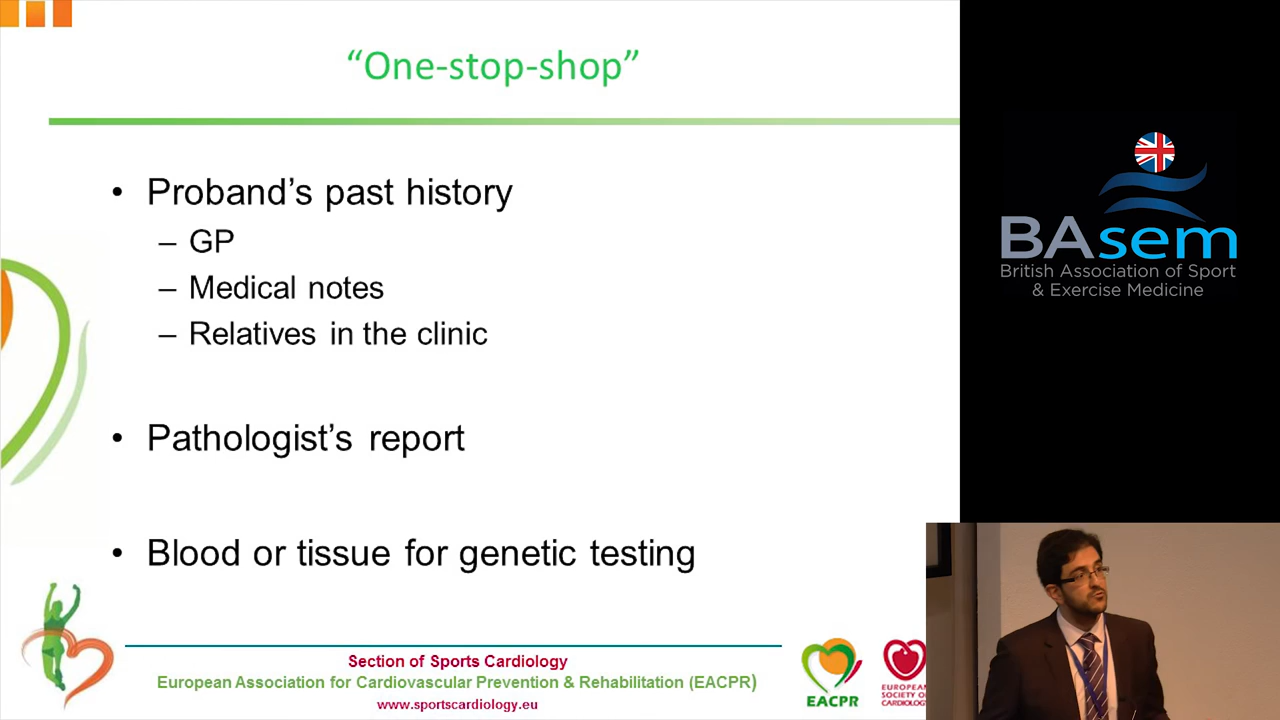 “One-stop-shop”
• Proband’s past history
– GP
– Medical notes
– Relatives in the clinic
• Pathologist’s report
• Blood or tissue for genetic testing
Section of Sports Cardiology
European Association for Cardiovascular Prevention & Rehabilitation (EACPR)
www.sportscardiology.eu
EACPR
EUROPEAN
SOCIETY OF
CARDIOLOGY
BAsem
British Association of Sport
& Exercise Medicine